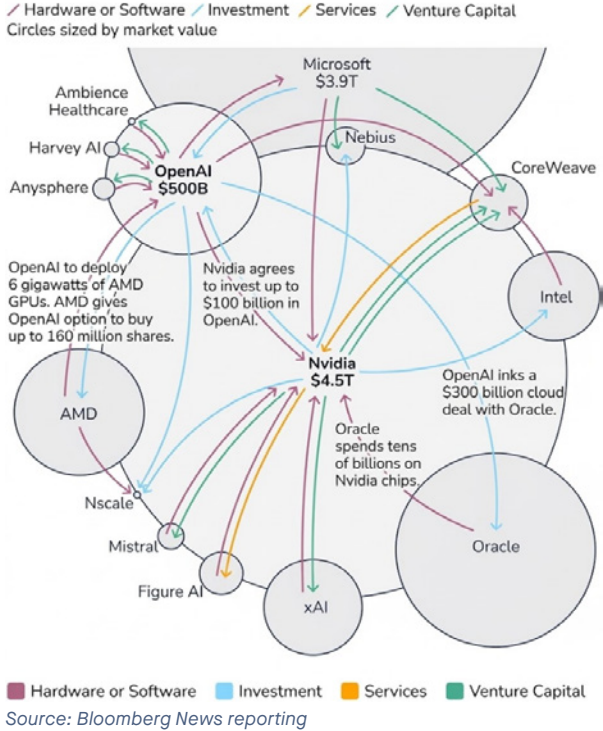 Hardware or Software / Investment / Services / Venture Capital
Circles sized by market value
Microsoft
$3.9T
Ambience
Healthcare
Harvey AI
Anysphere
OpenAI
$500B
Nebius
CoreWeave
OpenAI to deploy
6 gigawatts of AMD
GPUs. AMD gives
OpenAI option to buy
up to 160 million shares.
Nvidia agrees
to invest up to
$100 billion in
OpenAI.
Intel
Nvidia
$4.5T
OpenAI inks a
$300 billion cloud
deal with Oracle.
AMD
Oracle
spends tens
of billions on
Nvidia chips.
Nscale
Mistral
Oracle
Figure AI
xAI
Hardware or Software Investment Services Venture Capital
Source: Bloomberg News reporting